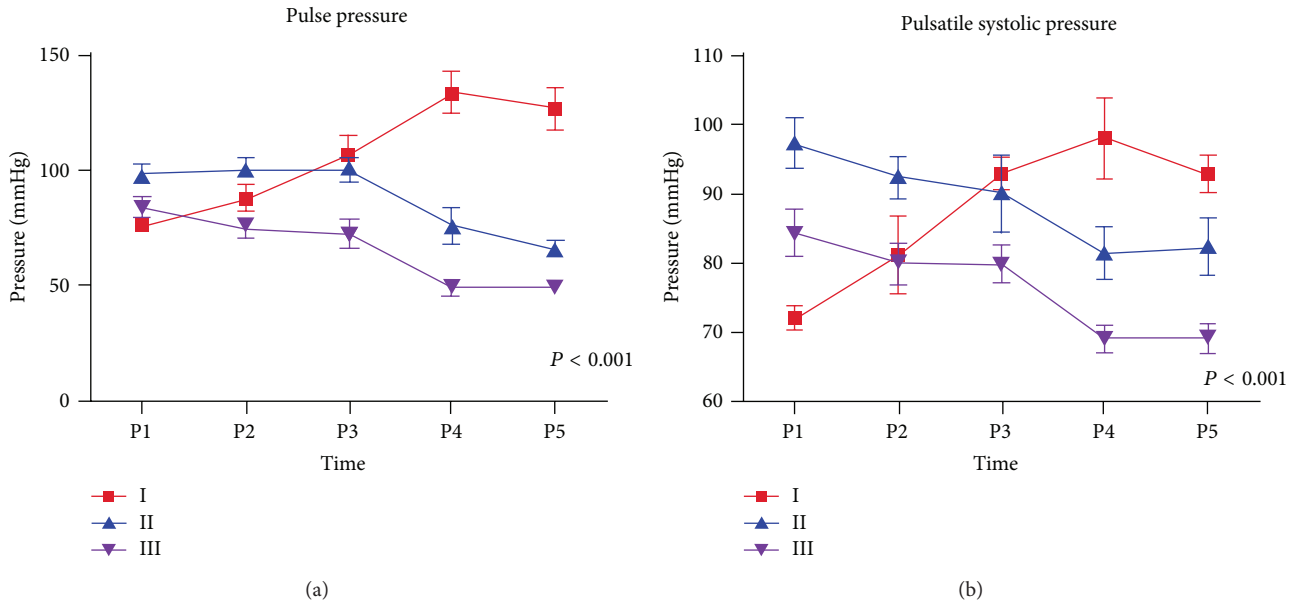 Pulse pressure
150
100
50
0
Pressure (mmHg)
P < 0.001
P1 P2 P3 P4 P5
Time
I
II
III
(a)
Pulsatile systolic pressure
110
100
90
80
70
60
Pressure (mmHg)
P < 0.001
P1 P2 P3 P4 P5
Time
I
II
III
(b)